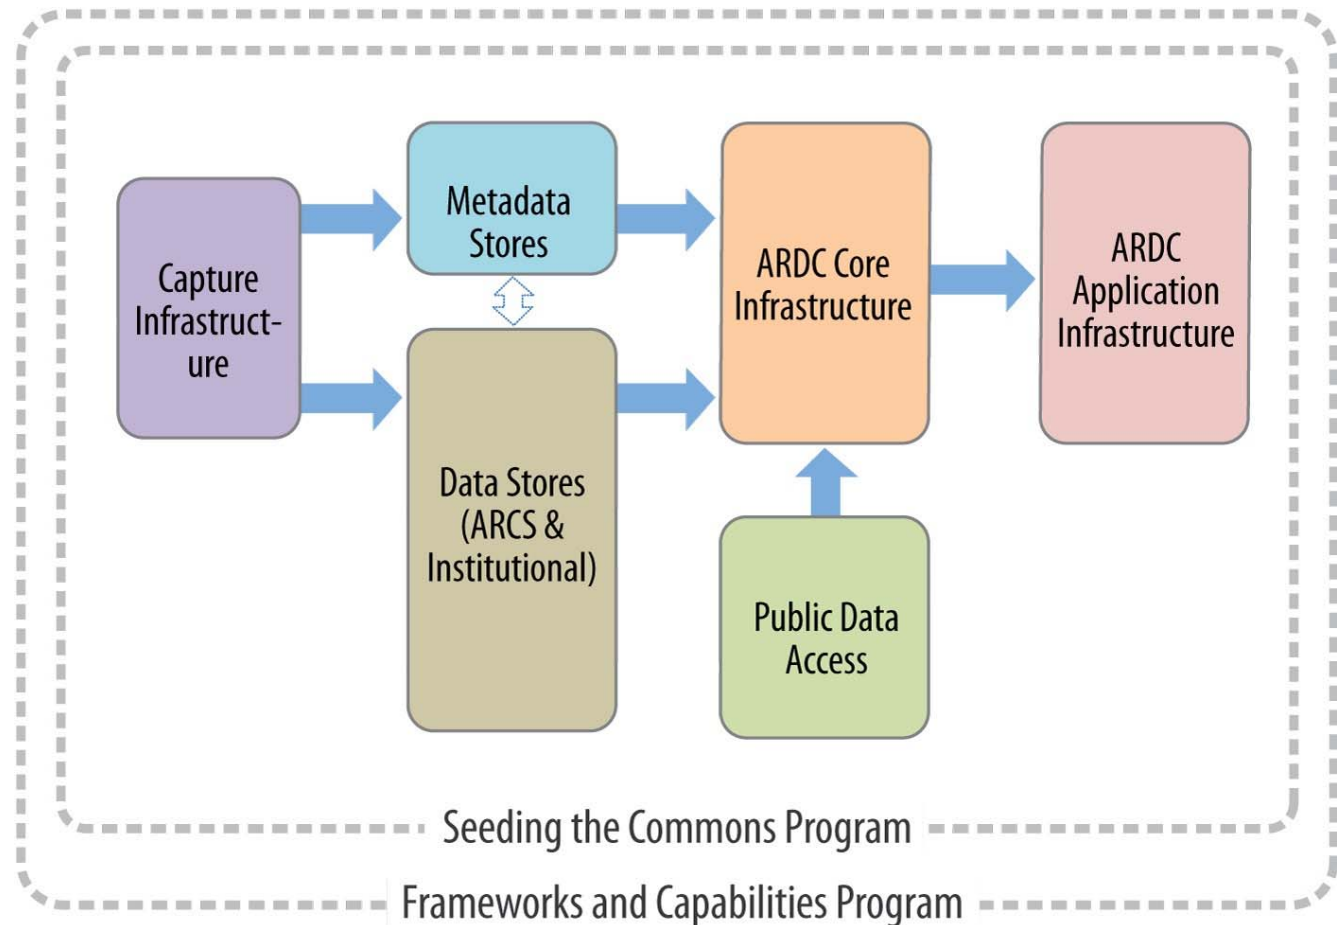 Metadata
Stores
Capture
Infrastruct-
ure
ARDC Core
Infrastructure
ARDC
Application
Infrastructure
Data Stores
(ARCS &
Institutional)
Public Data
Access
Seeding the Commons Program
Frameworks and Capabilities Program